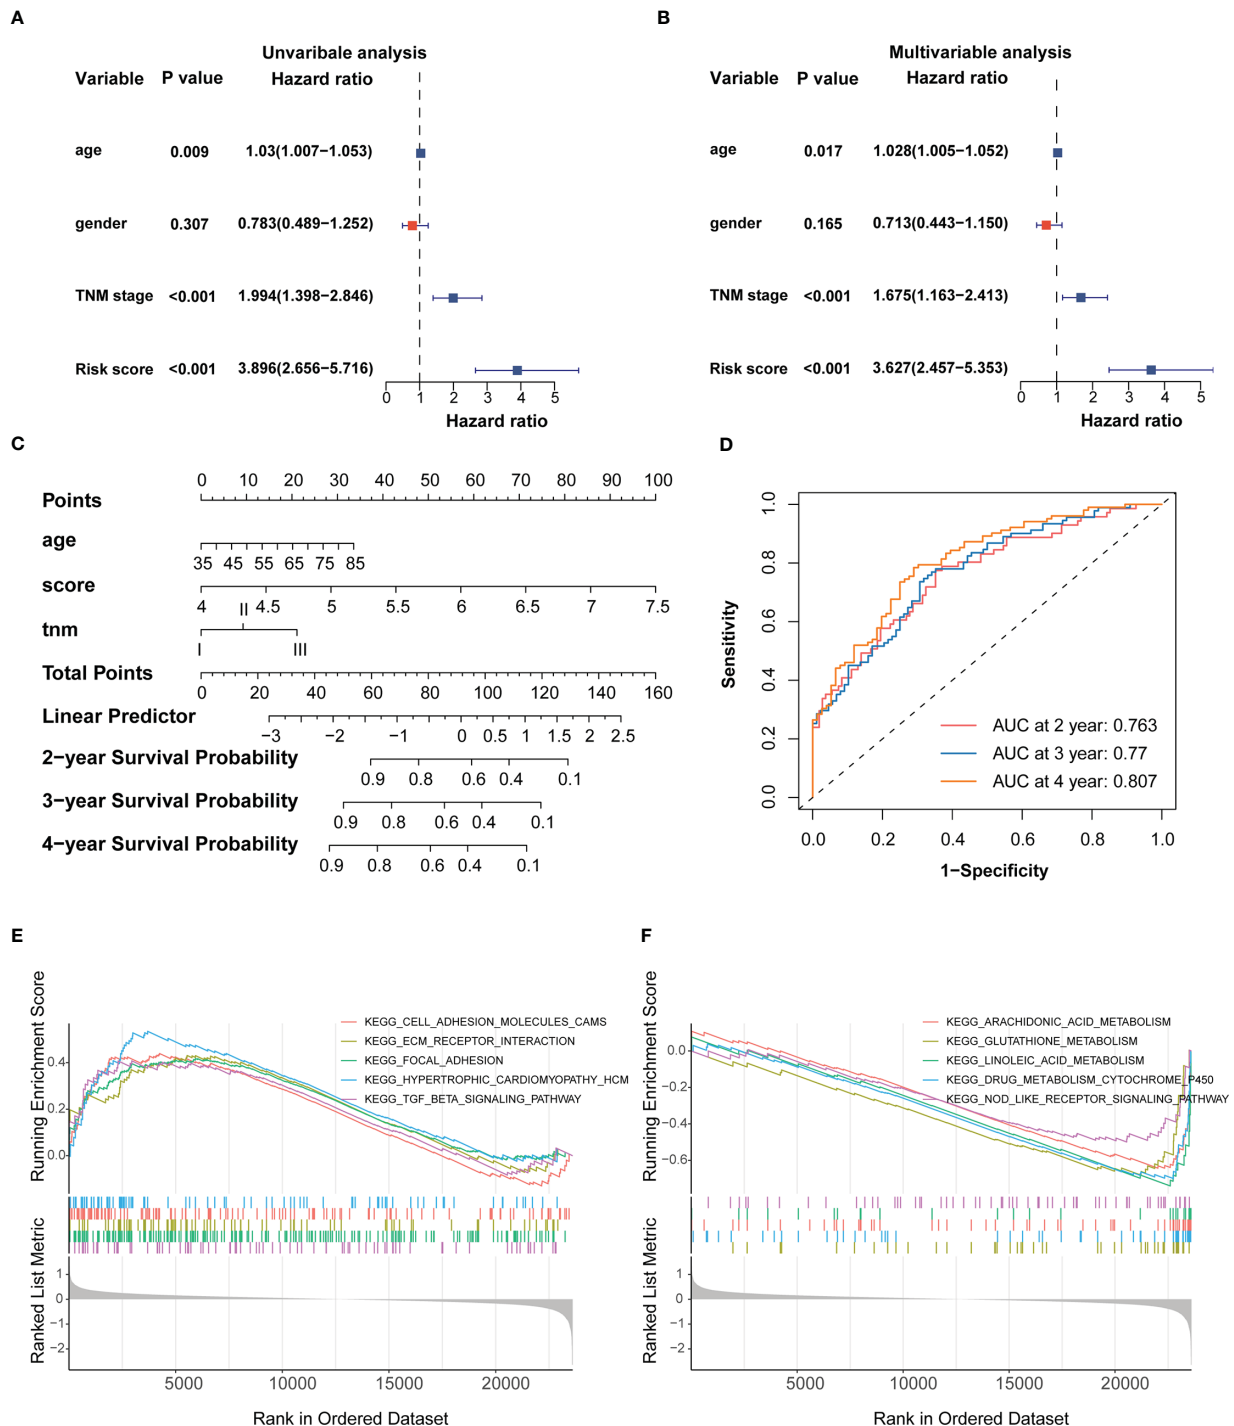 A
Unvaribale analysis
Variable P value Hazard ratio
age 0.009 1.03(1.007−1.053)
gender 0.307 0.783(0.489−1.252)
TNM stage <0.001 1.994(1.398−2.846)
Risk score <0.001 3.896(2.656−5.716)
0 1 2 3 4 5
Hazard ratio
B
Multivariable analysis
Variable P value Hazard ratio
age 0.017 1.028(1.005−1.052)
gender 0.165 0.713(0.443−1.150)
TNM stage <0.001 1.675(1.163−2.413)
Risk score <0.001 3.627(2.457−5.353)
0 1 2 3 4 5
Hazard ratio
C
0 10 20 30 40 50 60 70 80 90 100
Points
age
35 45 55 65 75 85
score
4 4.5 5 5.5 6 6.5 7 7.5
II
tnm
I III
Total Points
0 20 40 60 80 100 120 140 160
Linear Predictor
−3 −2 −1 0 0.5 1 1.5 2 2.5
2−year Survival Probability
0.9 0.8 0.6 0.4 0.1
3−year Survival Probability
0.9 0.8 0.6 0.4 0.1
4−year Survival Probability
0.9 0.8 0.6 0.4 0.1
D
Sensitivity
1.0
0.8
0.6
0.4
0.2
0.0
AUC at 2 year: 0.763
AUC at 3 year: 0.77
AUC at 4 year: 0.807
0.0 0.2 0.4 0.6 0.8 1.0
1−Specificity
E
Running Enrichment Score
0.4
0.2
0.0
KEGG_CELL_ADHESION_MOLECULES_CAMS
KEGG_ECM_RECEPTOR_INTERACTION
KEGG_FOCAL_ADHESION
KEGG_HYPERTROPHIC_CARDIOMYOPATHY_HCM
KEGG_TGF_BETA_SIGNALING_PATHWAY
Ranked List Metric
1
0
−1
−2
5000 10000 15000 20000
Rank in Ordered Dataset
F
Running Enrichment Score
0.0
−0.2
−0.4
−0.6
KEGG_ARACHIDONIC_ACID_METABOLISM
KEGG_GLUTATHIONE_METABOLISM
KEGG_LINOLEIC_ACID_METABOLISM
KEGG_DRUG_METABOLISM_CYTOCHROME_P450
KEGG_NOD_LIKE_RECEPTOR_SIGNALING_PATHWAY
Ranked List Metric
1
0
−1
−2
5000 10000 15000 20000
Rank in Ordered Dataset